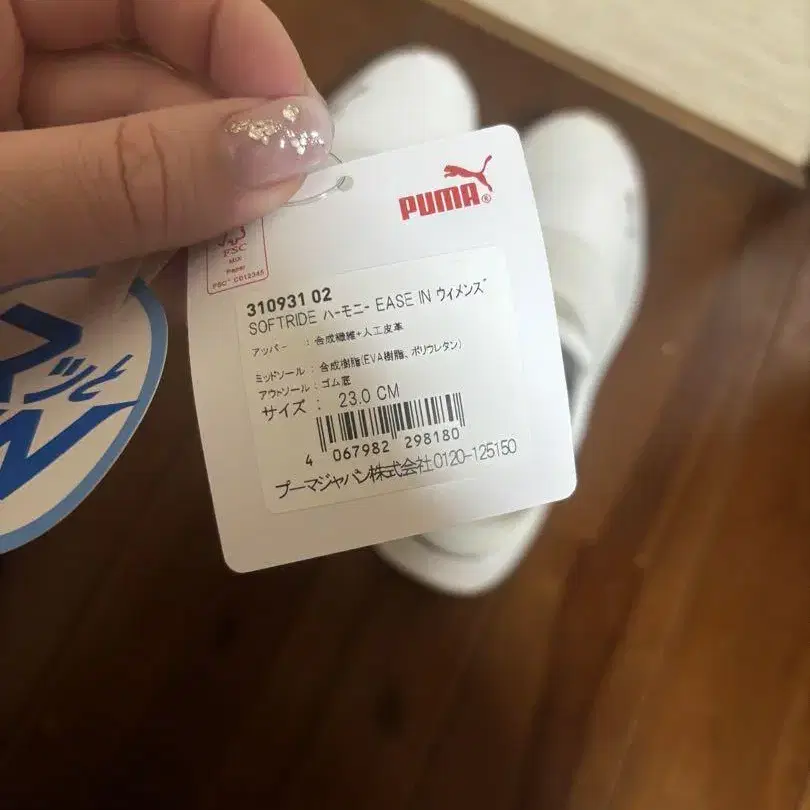 PUMA®
FSC
MIX
Paper
FSC® C012345
310931 02
SOFTRIDE ハーモニー EASE IN ウィメンズ
アッパー : 合成繊維+人工皮革
ミッドソール : 合成樹脂(EVA樹脂、ポリウレタン)
アウトソール : ゴム底
サイズ : 23.0 CM
4 067982 298180
プーマジャパン株式会社 0120-125150
ッと